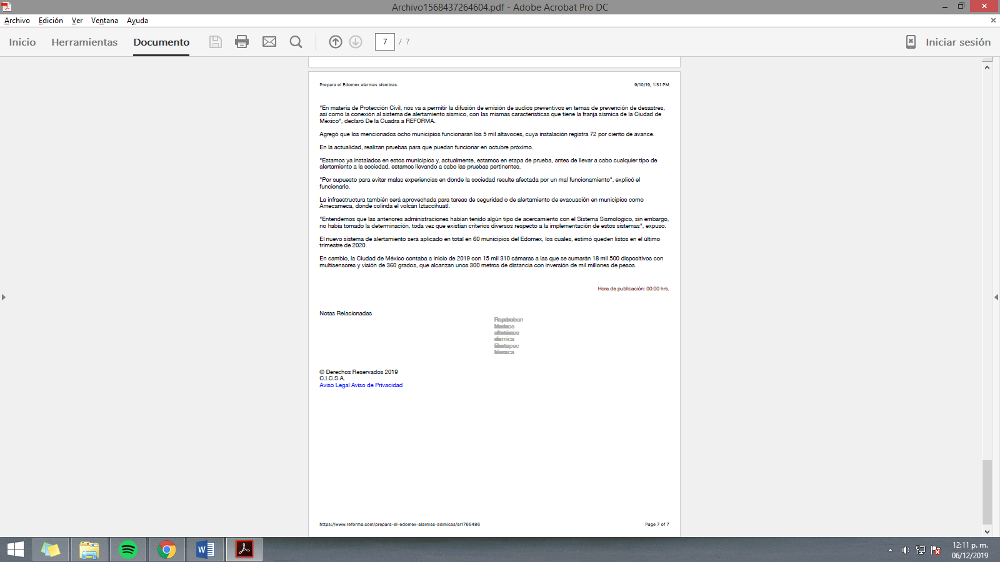 Archivo1568437264604.pdf - Adobe Acrobat Pro DC
Archivo Edición Ver Ventana Ayuda
Inicio Herramientas Documento 7 / 7 Iniciar sesión
Prepara el Edomex alarmas sísmicas 9/10/19, 1:31 PM
"En materia de Protección Civil, nos va a permitir la difusión de emisión de audios preventivos en temas de prevención de desastres,
así como la conexión al sistema de alertamiento sísmico, con las mismas características que tiene la franja sísmica de la Ciudad de
México", declaró De la Cuadra a REFORMA.
Agregó que los mencionados ocho municipios funcionarán los 5 mil altavoces, cuya instalación registra 72 por ciento de avance.
En la actualidad, realizan pruebas para que puedan funcionar en octubre próximo.
"Estamos ya instalados en estos municipios y, actualmente, estamos en etapa de prueba, antes de llevar a cabo cualquier tipo de
alertamiento a la sociedad, estamos llevando a cabo las pruebas pertinentes.
"Por supuesto para evitar malas experiencias en donde la sociedad resulte afectada por un mal funcionamiento", explicó el
funcionario.
La infraestructura también será aprovechada para tareas de seguridad o de alertamiento de evacuación en municipios como
Amecameca, donde colinda el volcán Iztaccíhuatl.
"Entendemos que las anteriores administraciones habían tenido algún tipo de acercamiento con el Sistema Sismológico, sin embargo,
no había tomado la determinación, toda vez que existían criterios diversos respecto a la implementación de estos sistemas", expuso.
El nuevo sistema de alertamiento será aplicado en total en 60 municipios del Edomex, los cuales, estimó queden listos en el último
trimestre de 2020.
En cambio, la Ciudad de México contaba a inicio de 2019 con 15 mil 310 cámaras a las que se sumarán 18 mil 500 dispositivos con
multisensores y visión de 360 grados, que alcanzan unos 300 metros de distancia con inversión de mil millones de pesos.
Hora de publicación: 00:00 hrs.
Notas Relacionadas
© Derechos Reservados 2019
C.I.C.S.A.
Aviso Legal Aviso de Privacidad
https://www.reforma.com/prepara-el-edomex-alarmas-sismicas/ar1765486 Page 7 of 7
12:11 p. m.
06/12/2019